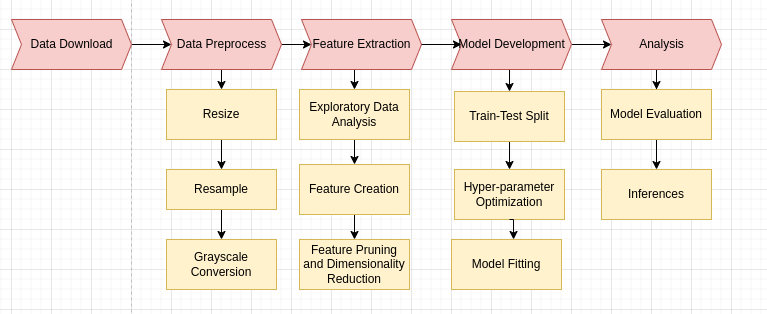 Data Download
Data Preprocess
Feature Extraction
Model Development
Analysis
Resize
Exploratory Data
Analysis
Train-Test Split
Model Evaluation
Resample
Feature Creation
Hyper-parameter
Optimization
Inferences
Grayscale
Conversion
Feature Pruning
and Dimensionality
Reduction
Model Fitting